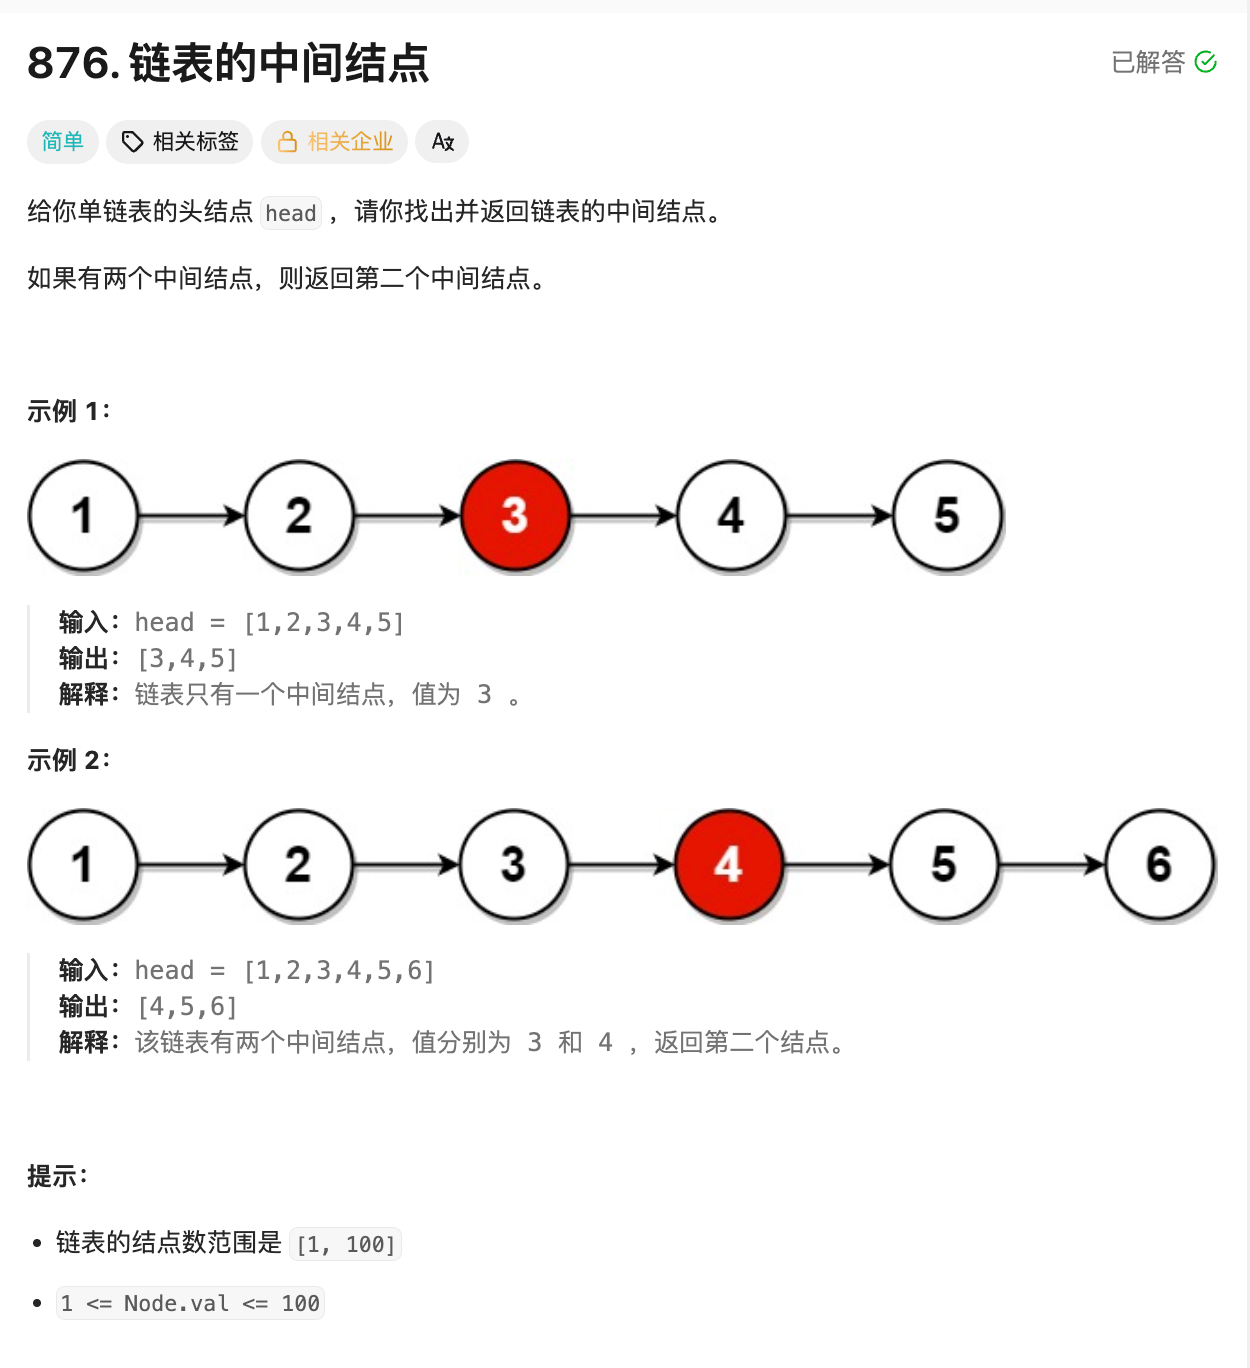 876. 链表的中间结点
已解答
简单 相关标签 相关企业 A文
给你单链表的头结点 head ，请你找出并返回链表的中间结点。
如果有两个中间结点，则返回第二个中间结点。
示例 1：
1 2 3 4 5
输入：head = [1,2,3,4,5]
输出：[3,4,5]
解释：链表只有一个中间结点，值为 3 。
示例 2：
1 2 3 4 5 6
输入：head = [1,2,3,4,5,6]
输出：[4,5,6]
解释：该链表有两个中间结点，值分别为 3 和 4 ，返回第二个结点。
提示：
• 链表的结点数范围是 [1, 100]
• 1 <= Node.val <= 100